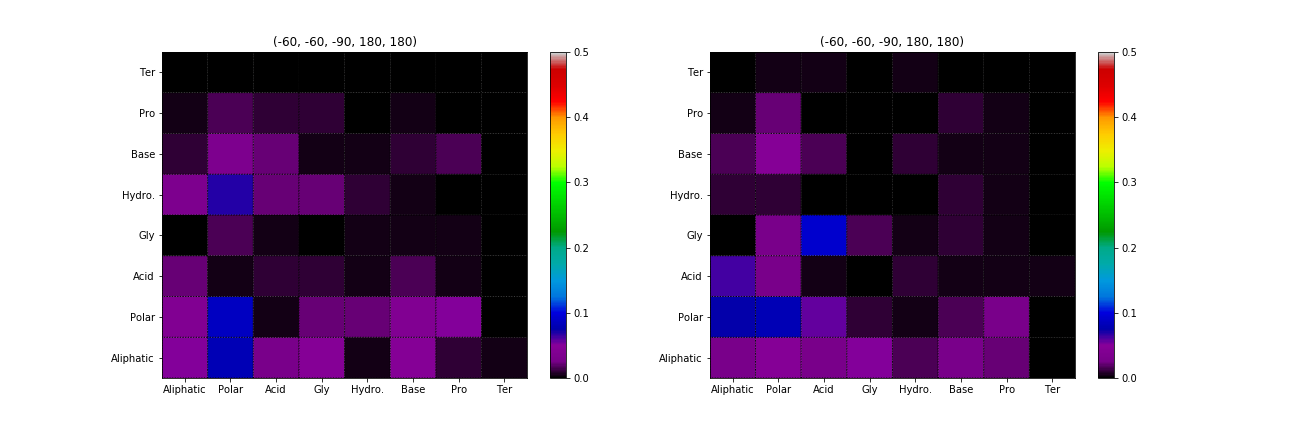 (-60, -60, -90, 180, 180)
Ter
Pro
Base
Hydro.
Gly
Acid
Polar
Aliphatic
Aliphatic Polar Acid Gly Hydro. Base Pro Ter
0.5
0.4
0.3
0.2
0.1
0.0
(-60, -60, -90, 180, 180)
Ter
Pro
Base
Hydro.
Gly
Acid
Polar
Aliphatic
Aliphatic Polar Acid Gly Hydro. Base Pro Ter
0.5
0.4
0.3
0.2
0.1
0.0